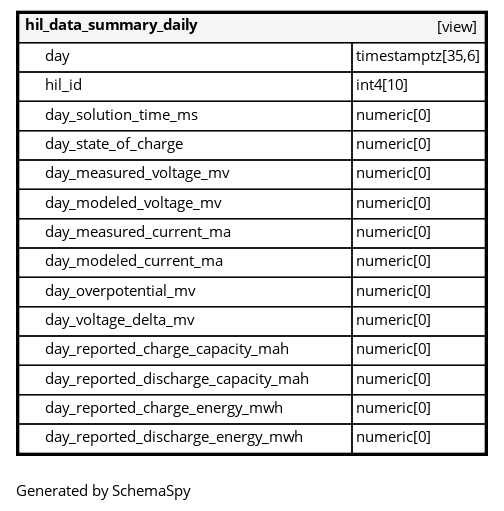 hil_data_summary_daily [view]
day timestamptz[35,6]
hil_id int4[10]
day_solution_time_ms numeric[0]
day_state_of_charge numeric[0]
day_measured_voltage_mv numeric[0]
day_modeled_voltage_mv numeric[0]
day_measured_current_ma numeric[0]
day_modeled_current_ma numeric[0]
day_overpotential_mv numeric[0]
day_voltage_delta_mv numeric[0]
day_reported_charge_capacity_mah numeric[0]
day_reported_discharge_capacity_mah numeric[0]
day_reported_charge_energy_mwh numeric[0]
day_reported_discharge_energy_mwh numeric[0]
Generated by SchemaSpy